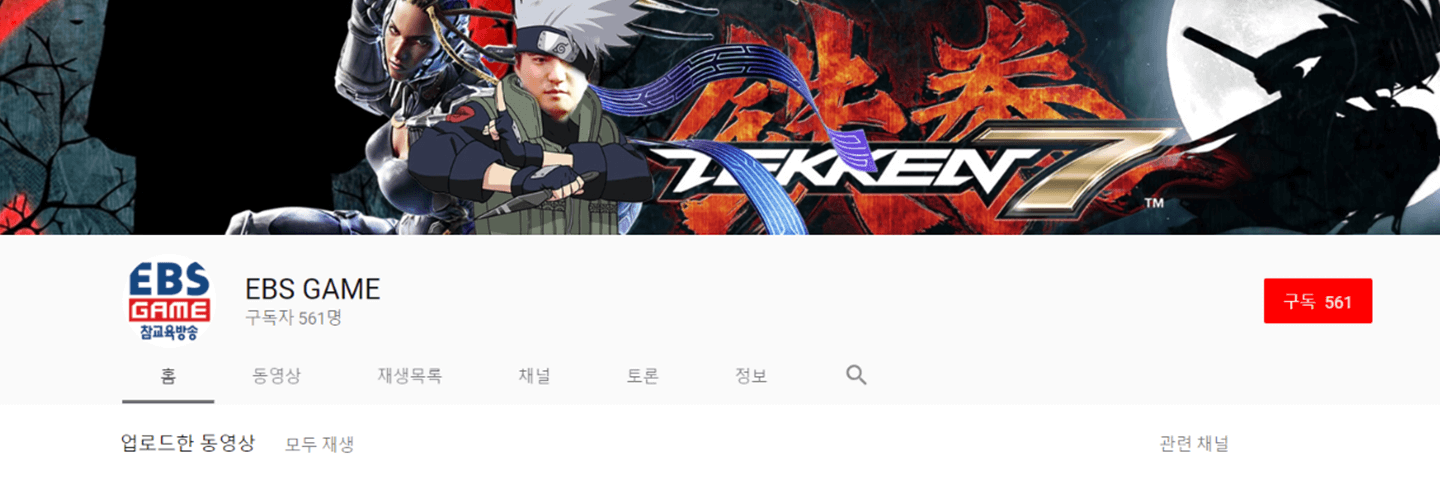 鉄拳
TEKKEN 7
TM
EBS
GAME
참교육방송
EBS GAME
구독자 561명
구독 561
홈
동영상
재생목록
채널
토론
정보
업로드한 동영상
모두 재생
관련 채널